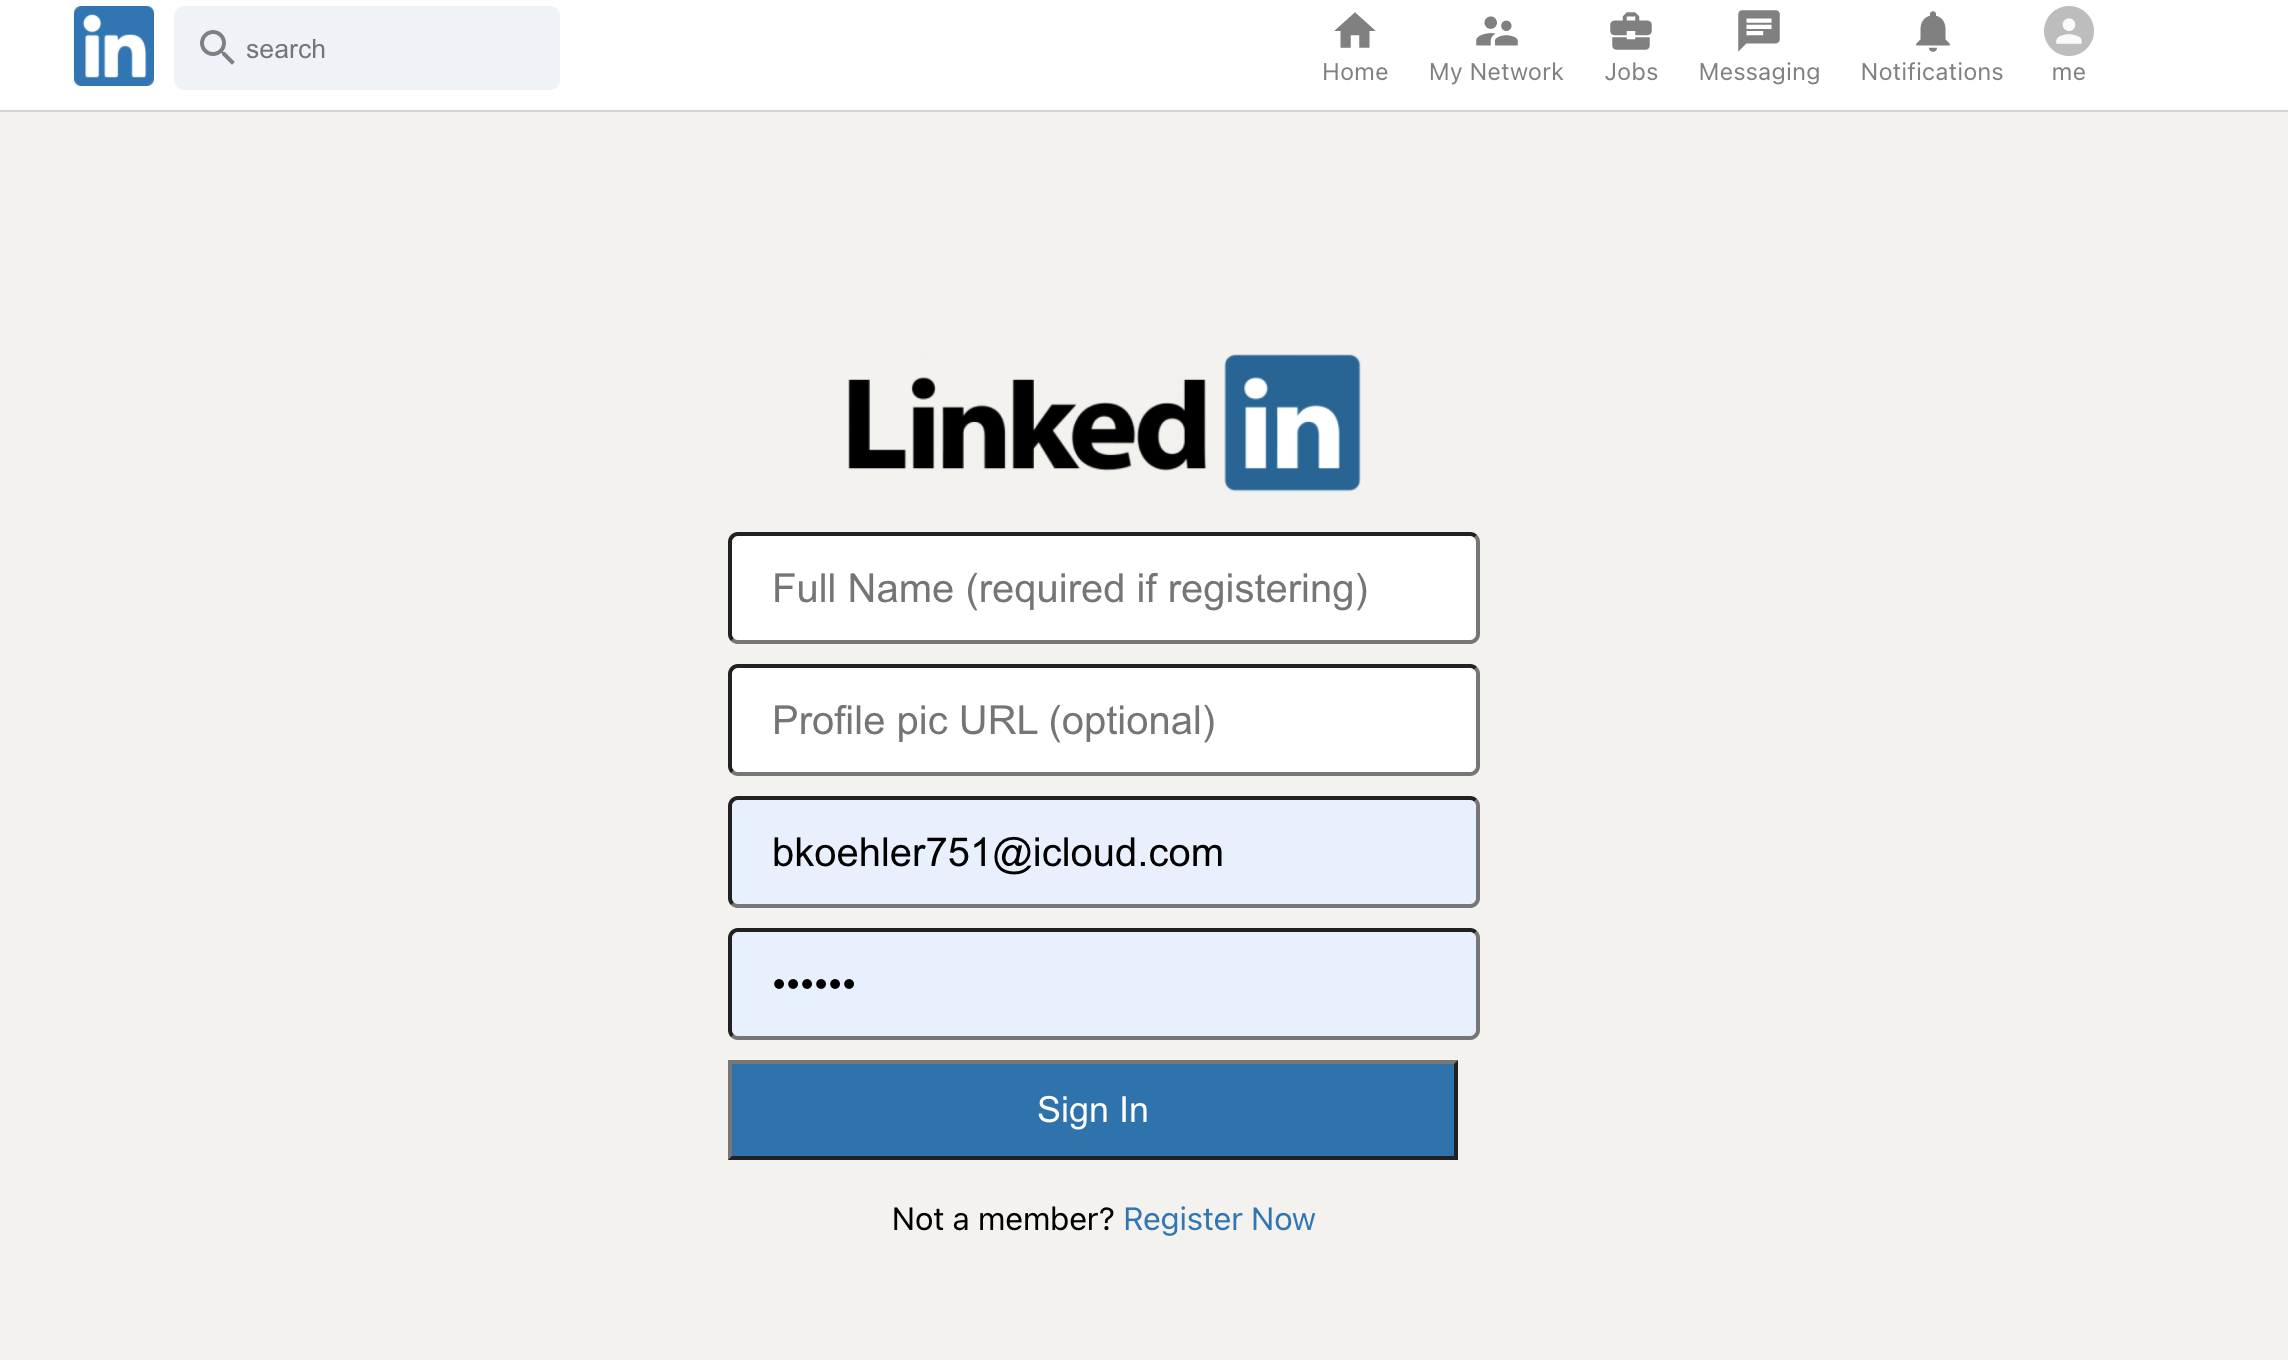 in
search
Home
My Network
Jobs
Messaging
Notifications
me
Linked in
Full Name (required if registering)
Profile pic URL (optional)
bkoehler751@icloud.com
••••••
Sign In
Not a member? Register Now